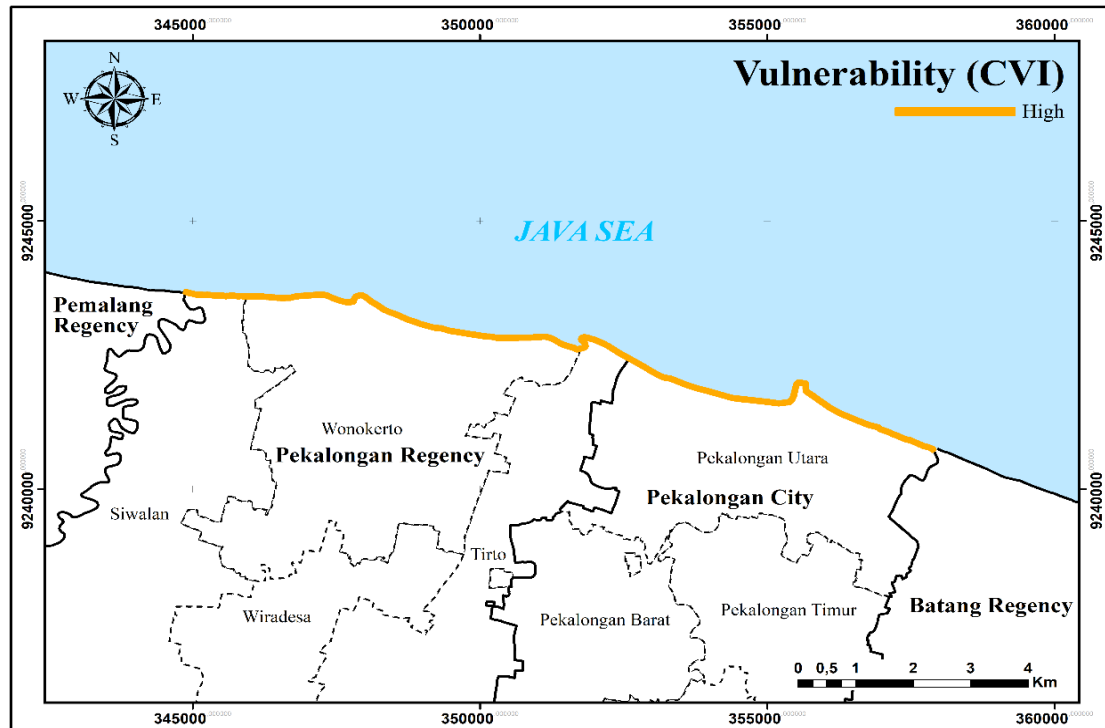 345000 350000 355000 360000
N
W E
S
Vulnerability (CVI)
High
9245000
9245000
JAVA SEA
Pemalang
Regency
Wonokerto
Pekalongan Regency
Pekalongan Utara
Pekalongan City
9240000
9240000
Siwalan
Tirto
Wiradesa
Pekalongan Barat
Pekalongan Timur
Batang Regency
0 0,5 1 2 3 4
Km
345000 350000 355000 360000